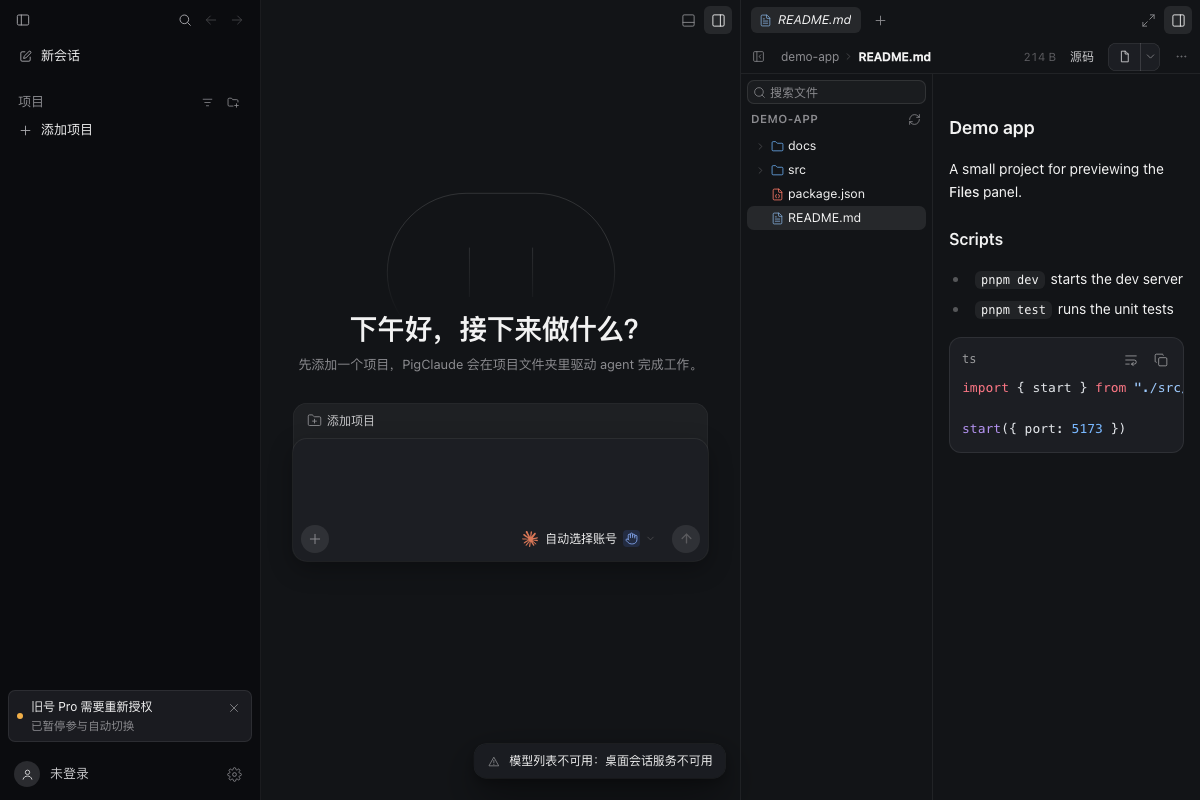 新会话
项目
添加项目
旧号 Pro 需要重新授权
已暂停参与自动切换
未登录
下午好，接下来做什么？
先添加一个项目，PigClaude 会在项目文件夹里驱动 agent 完成工作。
添加项目
自动选择账号
模型列表不可用：桌面会话服务不可用
README.md
demo-app › README.md
214 B 源码
搜索文件
DEMO-APP
docs
src
package.json
README.md
Demo app
A small project for previewing the
Files panel.
Scripts
pnpm dev starts the dev server
pnpm test runs the unit tests
ts
import { start } from "./src/
start({ port: 5173 })